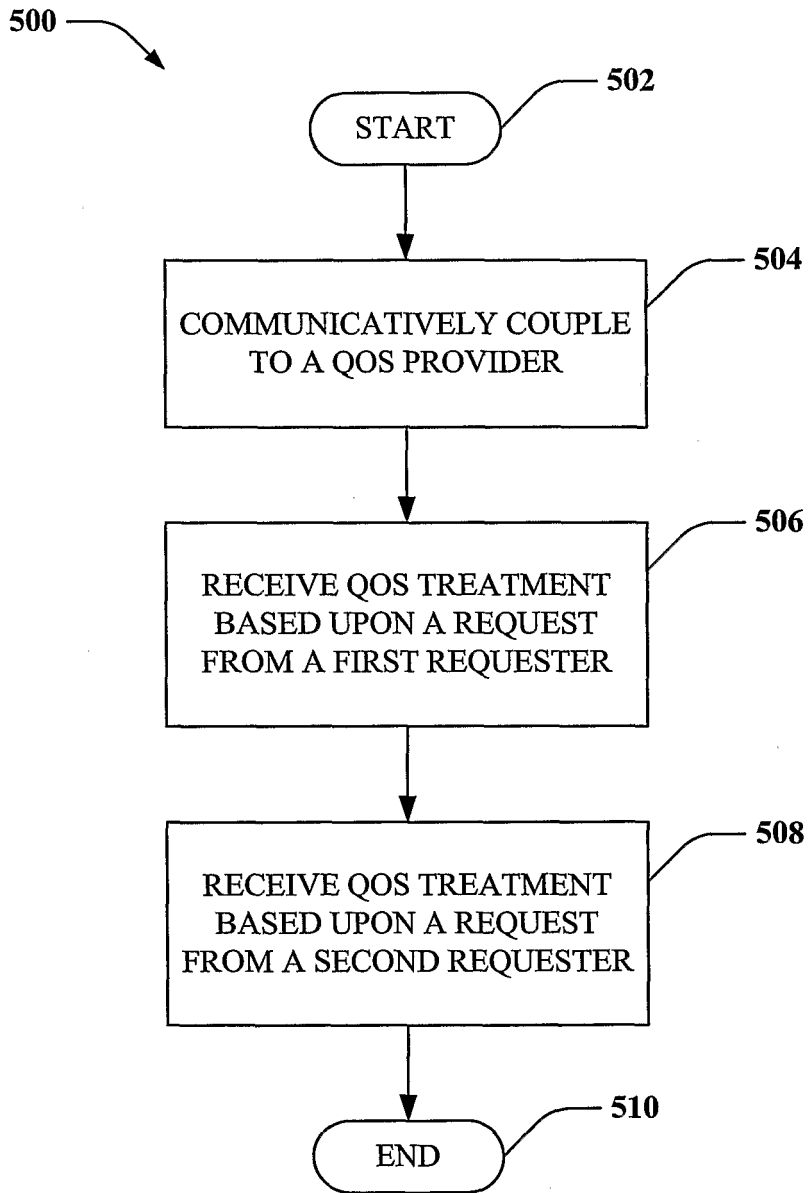 500
502
START
504
COMMUNICATIVELY COUPLE
TO A QOS PROVIDER
506
RECEIVE QOS TREATMENT
BASED UPON A REQUEST
FROM A FIRST REQUESTER
508
RECEIVE QOS TREATMENT
BASED UPON A REQUEST
FROM A SECOND REQUESTER
510
END